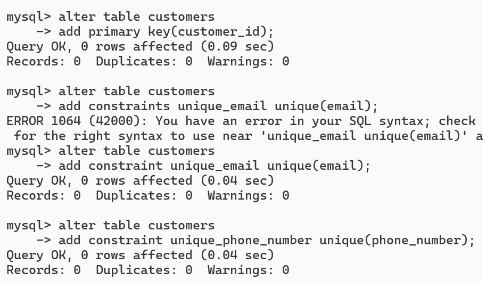 mysql> alter table customers
    -> add primary key(customer_id);
Query OK, 0 rows affected (0.09 sec)
Records: 0  Duplicates: 0  Warnings: 0

mysql> alter table customers
    -> add constraints unique_email unique(email);
ERROR 1064 (42000): You have an error in your SQL syntax; check
 for the right syntax to use near 'unique_email unique(email)' a
mysql> alter table customers
    -> add constraint unique_email unique(email);
Query OK, 0 rows affected (0.04 sec)
Records: 0  Duplicates: 0  Warnings: 0

mysql> alter table customers
    -> add constraint unique_phone_number unique(phone_number);
Query OK, 0 rows affected (0.04 sec)
Records: 0  Duplicates: 0  Warnings: 0